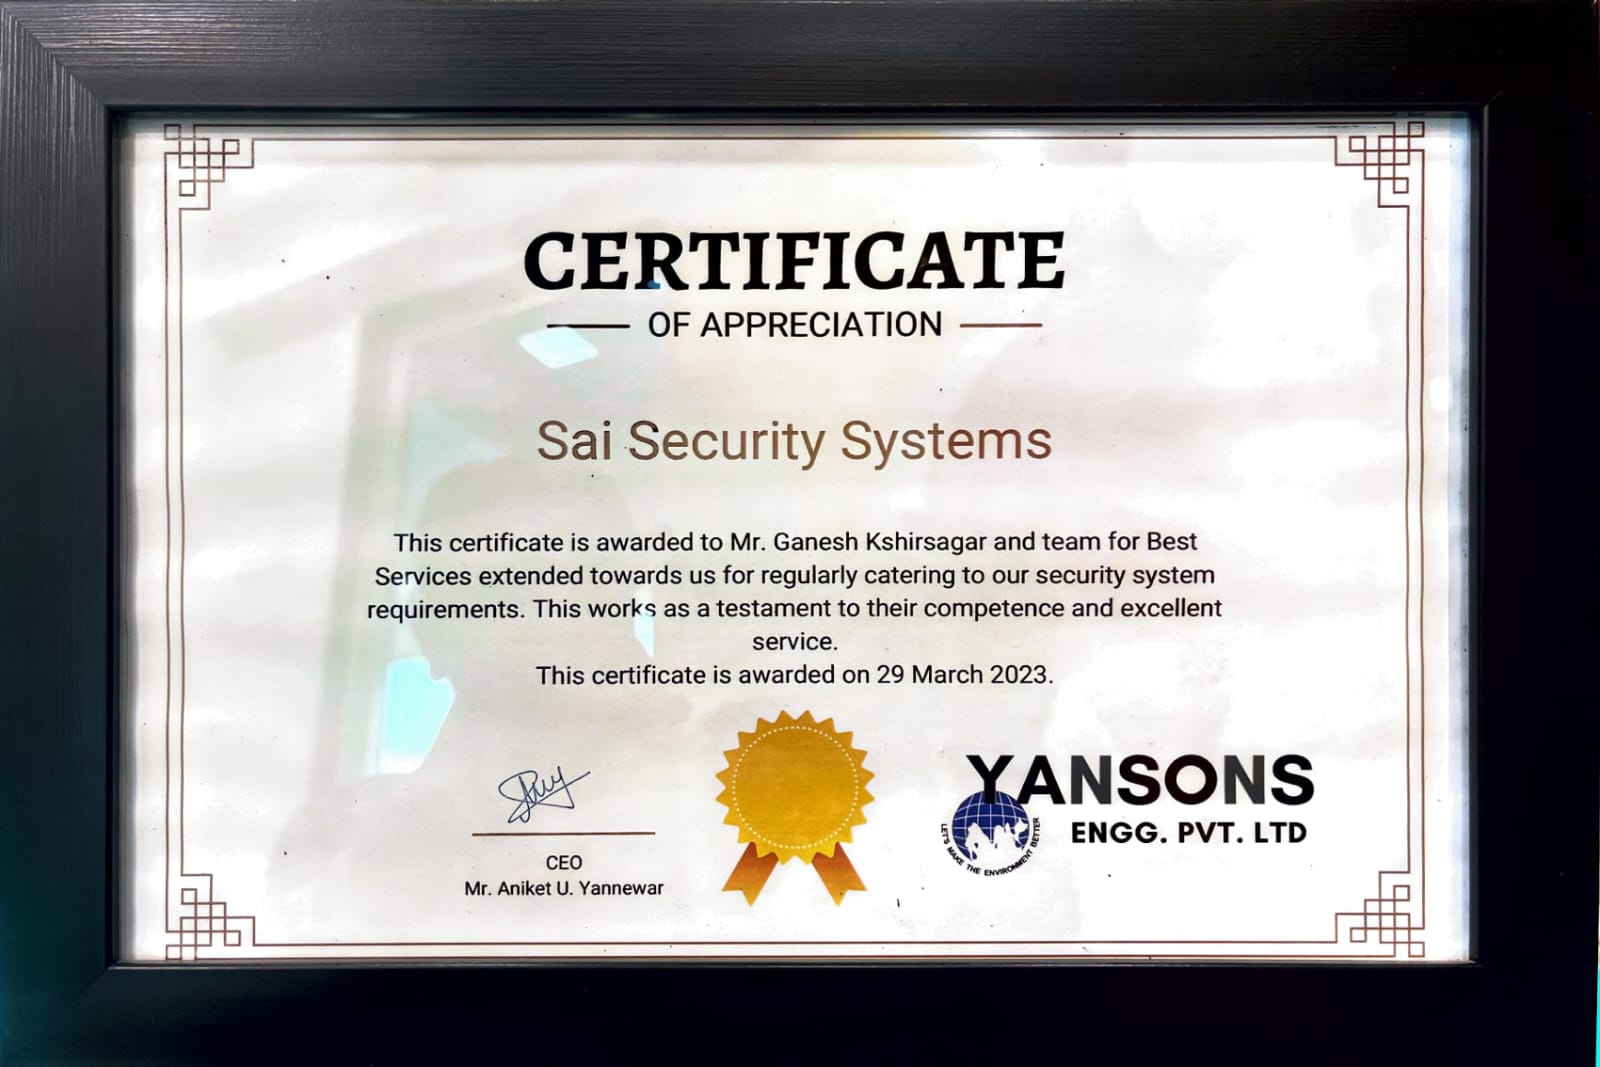 CERTIFICATE
OF APPRECIATION
Sai Security Systems
This certificate is awarded to Mr. Ganesh Kshirsagar and team for Best
Services extended towards us for regularly catering to our security system
requirements. This works as a testament to their competence and excellent
service.
This certificate is awarded on 29 March 2023.
CEO
Mr. Aniket U. Yannewar
YANSONS
ENGG. PVT. LTD
LET'S MAKE THE ENVIRONMENT BETTER